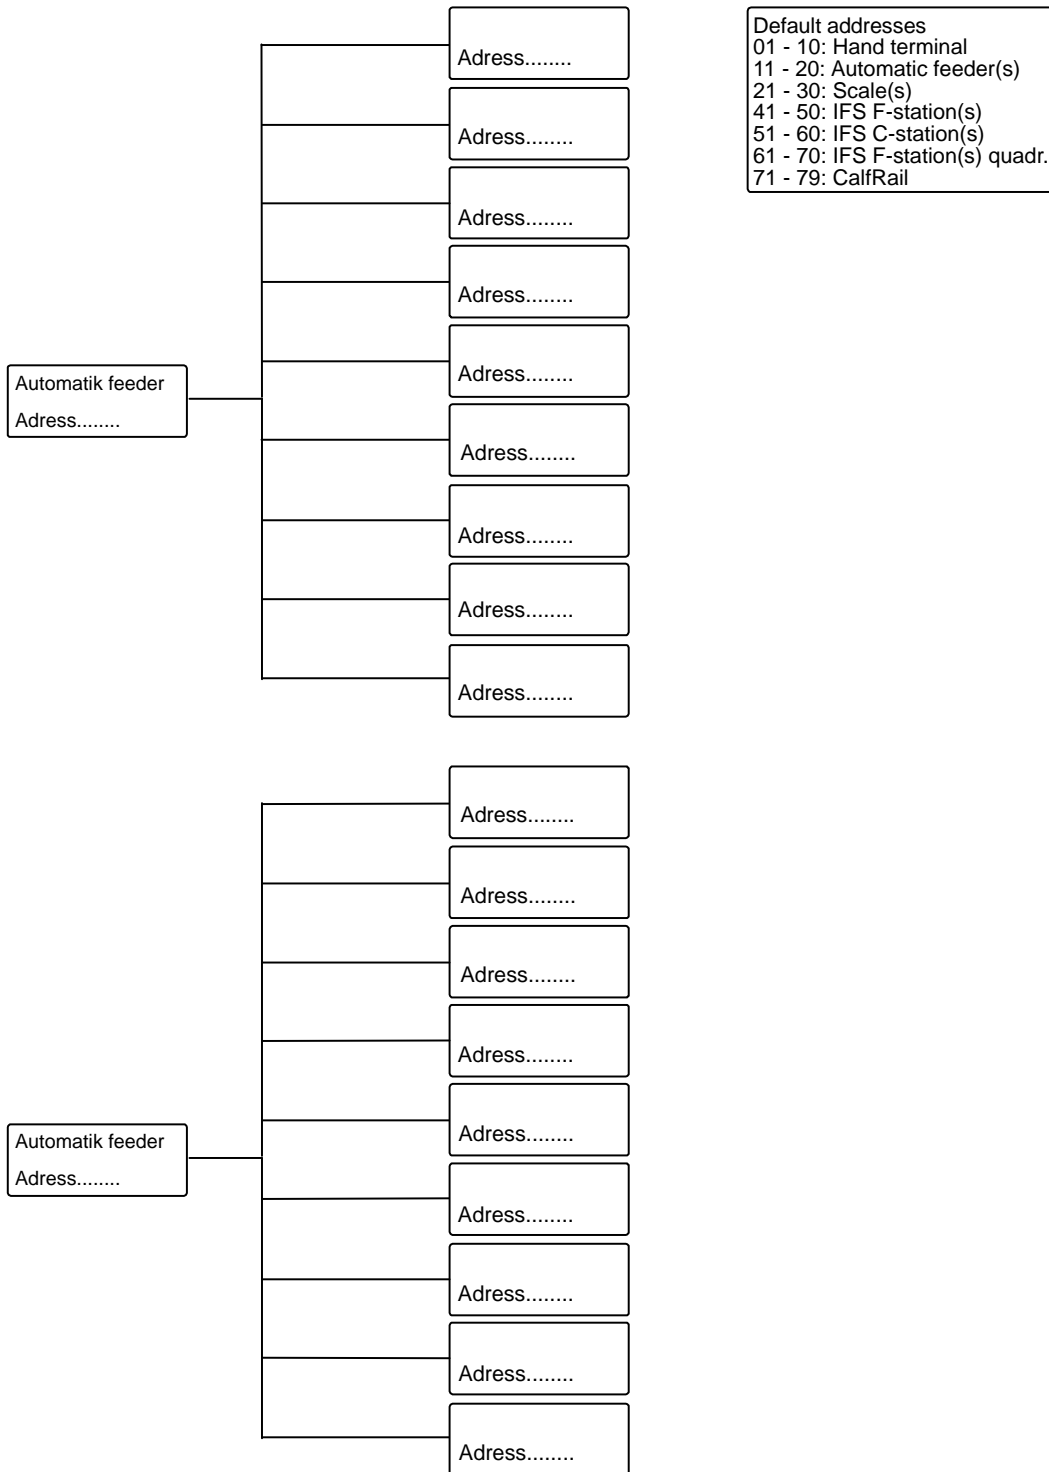 Default addresses
01 - 10: Hand terminal
11 - 20: Automatic feeder(s)
21 - 30: Scale(s)
41 - 50: IFS F-station(s)
51 - 60: IFS C-station(s)
61 - 70: IFS F-station(s) quadr.
71 - 79: CalfRail
Automatik feeder
Adress........
Adress........
Adress........
Adress........
Adress........
Adress........
Adress........
Adress........
Adress........
Adress........
Automatik feeder
Adress........
Adress........
Adress........
Adress........
Adress........
Adress........
Adress........
Adress........
Adress........
Adress........